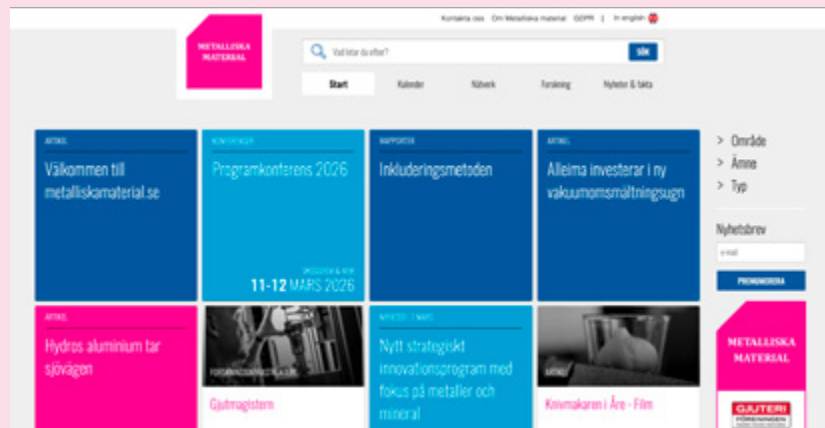 Kontakta oss Om Metalliska material GDPR | In english
METALLISKA
MATERIAL
Vad letar du efter?
SÖK
Start Kalender Nätverk Forskning Nyheter & fakta
ARTIKEL
Välkommen till
metalliskamaterial.se
KONFERENSER
Programkonferens 2026
11-12 MARS 2026
RAPPORTER
Inkluderingsmetoden
ARTIKEL
Alleima investerar i ny
vakuumomsmältningsugn
> Område
> Ämne
> Typ
Nyhetsbrev
e-mail
PRENUMERERA
ARTIKEL
Hydros aluminium tar
sjövägen
Gjutmagistern
Nytt strategiskt
innovationsprogram med
fokus på metaller och
mineral
ARTIKEL
Knivmakaren i Åre - Film
METALLISKA
MATERIAL
GJUTERI
FÖRENINGEN